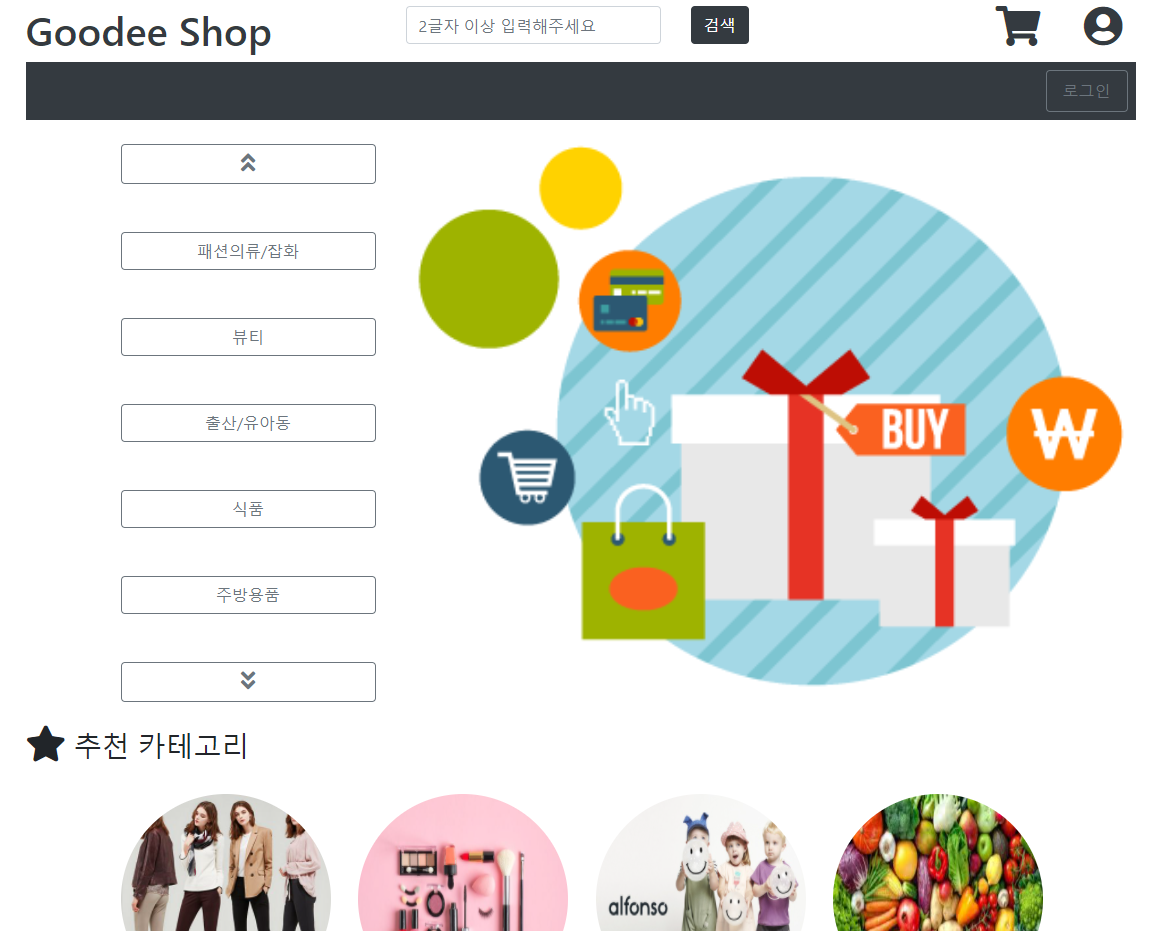 Goodee Shop
2글자 이상 입력해주세요
검색
로그인
패션의류/잡화
뷰티
출산/유아동
식품
주방용품
BUY
₩
추천 카테고리
alfonso